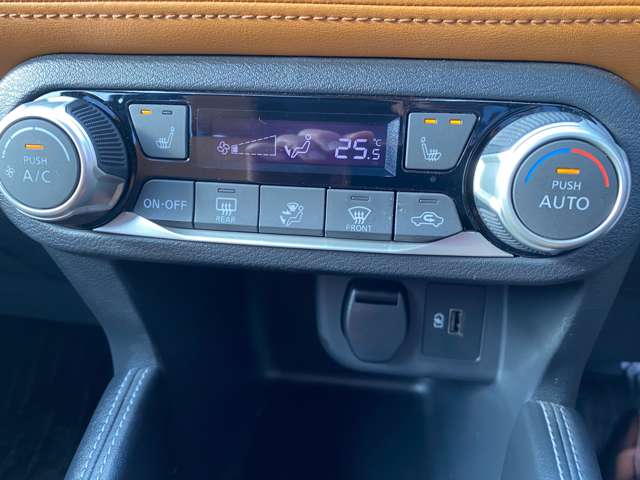 PUSH
A/C
25.5
°C
PUSH
AUTO
ON·OFF
REAR
FRONT